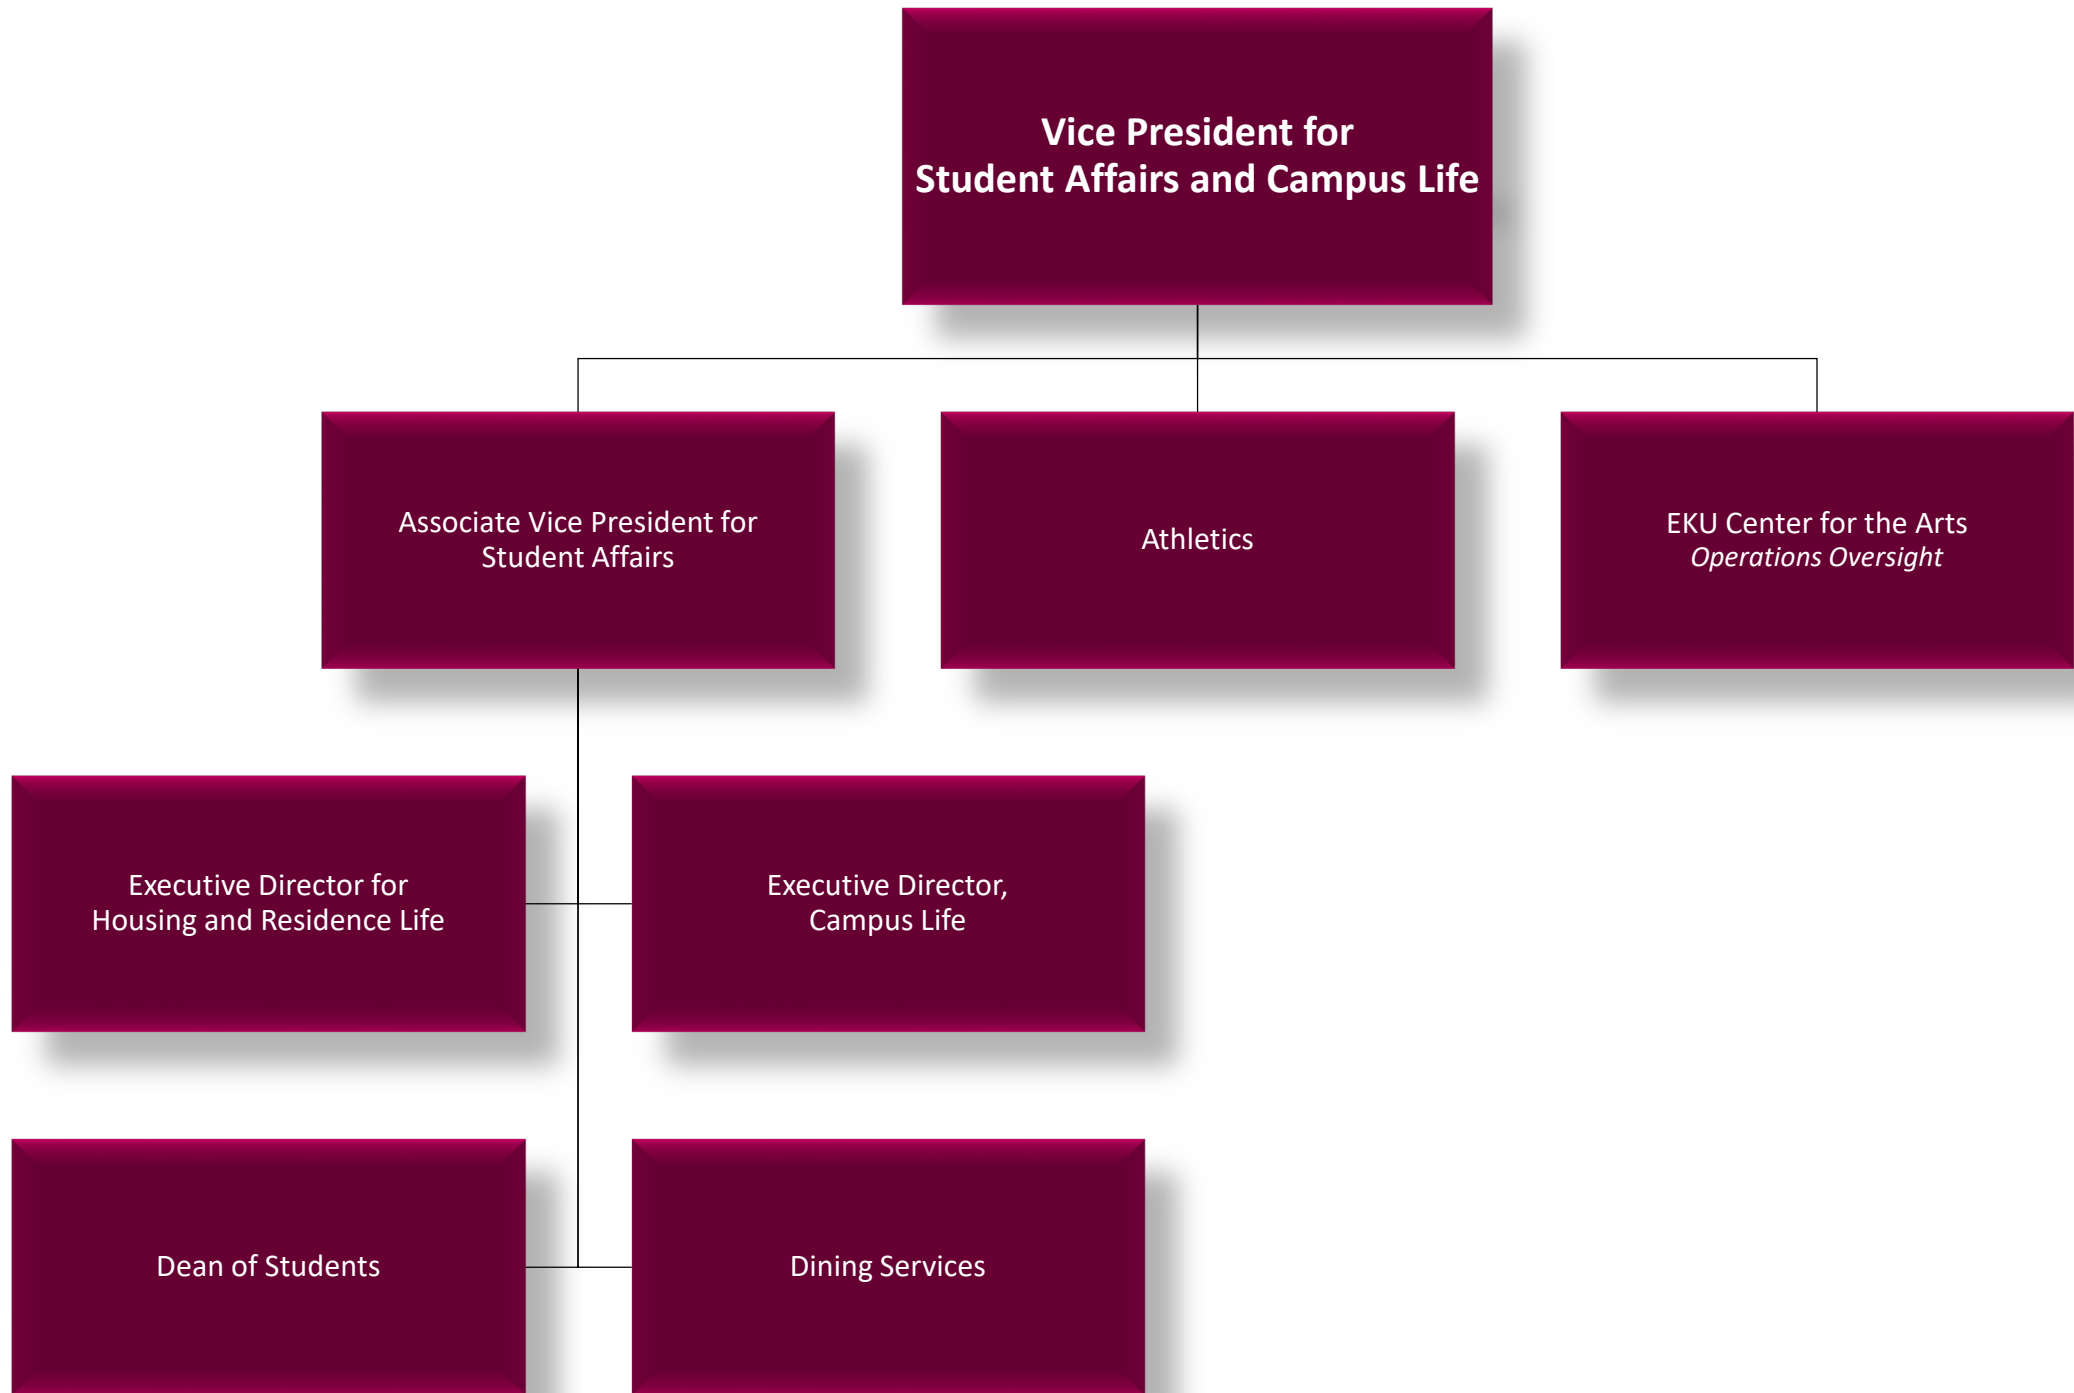 Vice President for
Student Affairs and Campus Life
Associate Vice President for
Student Affairs
Athletics
EKU Center for the Arts
Operations Oversight
Executive Director for
Housing and Residence Life
Executive Director,
Campus Life
Dean of Students
Dining Services